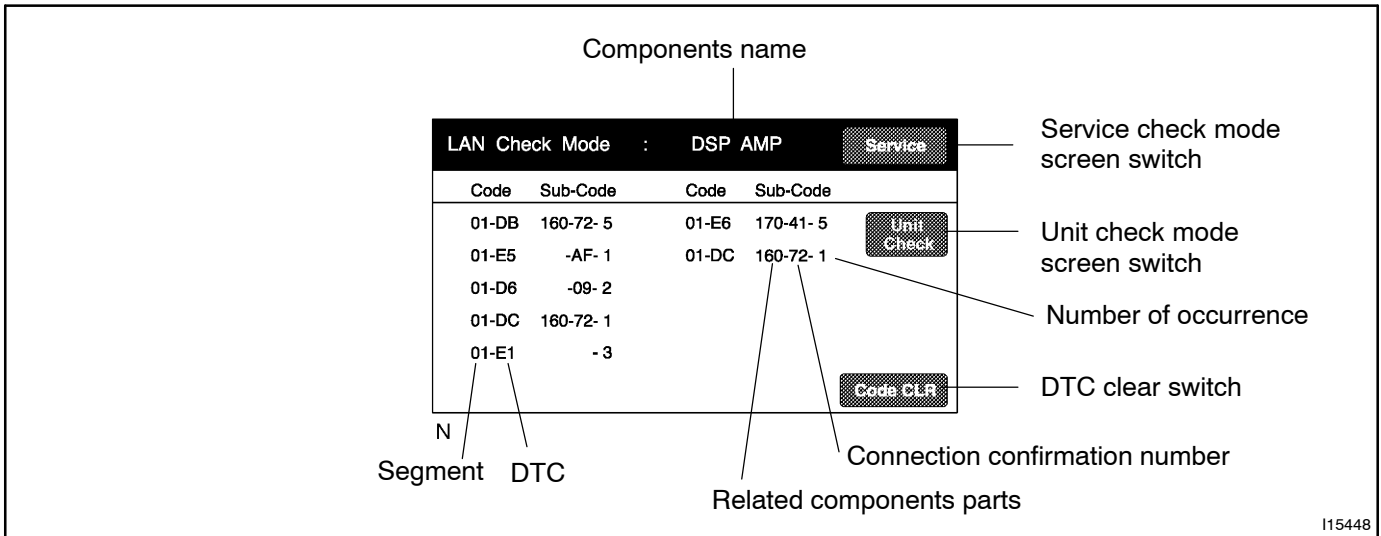 Components name
LAN Check Mode : DSP AMP Service
Service check mode
screen switch
Code Sub-Code Code Sub-Code
01-DB 160-72- 5 01-E6 170-41- 5
Unit
Check
Unit check mode
screen switch
01-E5 -AF- 1 01-DC 160-72- 1
01-D6 -09- 2
Number of occurrence
01-DC 160-72- 1
01-E1 - 3
Code CLR
DTC clear switch
N
Connection confirmation number
Segment DTC
Related components parts
I15448